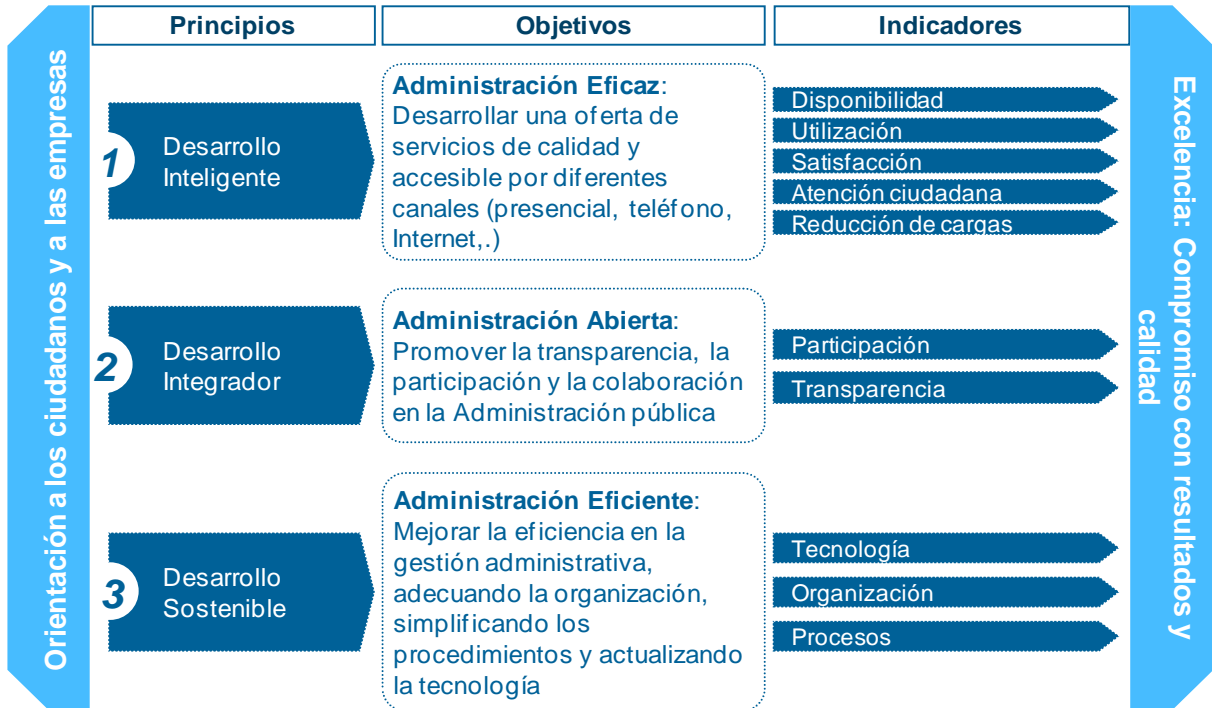 Orientación a los ciudadanos y a las empresas
Principios
Objetivos
Indicadores
1
Desarrollo
Inteligente
Administración Eficaz:
Desarrollar una oferta de
servicios de calidad y
accesible por diferentes
canales (presencial, teléfono,
Internet,.)
Disponibilidad
Utilización
Satisfacción
Atención ciudadana
Reducción de cargas
2
Desarrollo
Integrador
Administración Abierta:
Promover la transparencia, la
participación y la colaboración
en la Administración pública
Participación
Transparencia
3
Desarrollo
Sostenible
Administración Eficiente:
Mejorar la eficiencia en la
gestión administrativa,
adecuando la organización,
simplificando los
procedimientos y actualizando
la tecnología
Tecnología
Organización
Procesos
Excelencia: Compromiso con resultados y
calidad